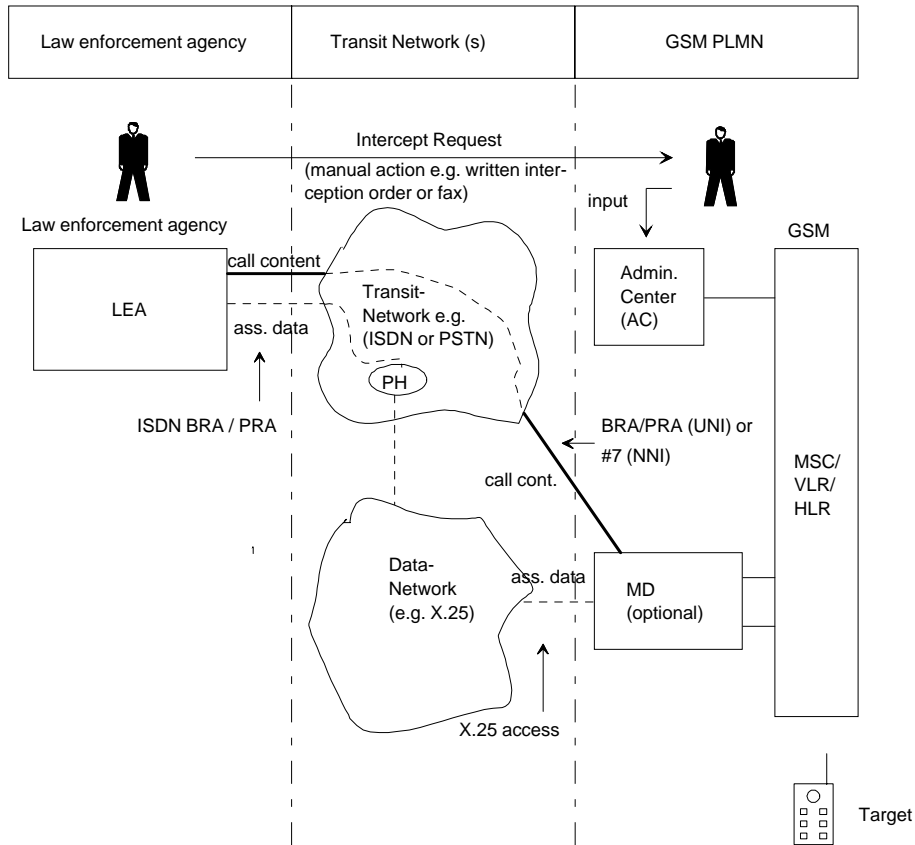 Law enforcement agency
Transit Network (s)
GSM PLMN
Intercept Request
(manual action e.g. written inter-
ception order or fax)
input
Law enforcement agency
GSM
call content
LEA
ass. data
Transit-
Network e.g.
(ISDN or PSTN)
PH
Admin.
Center
(AC)
ISDN BRA / PRA
BRA/PRA (UNI) or
#7 (NNI)
call cont.
MSC/
VLR/
HLR
Data-
Network
(e.g. X.25)
ass. data
MD
(optional)
X.25 access
Target